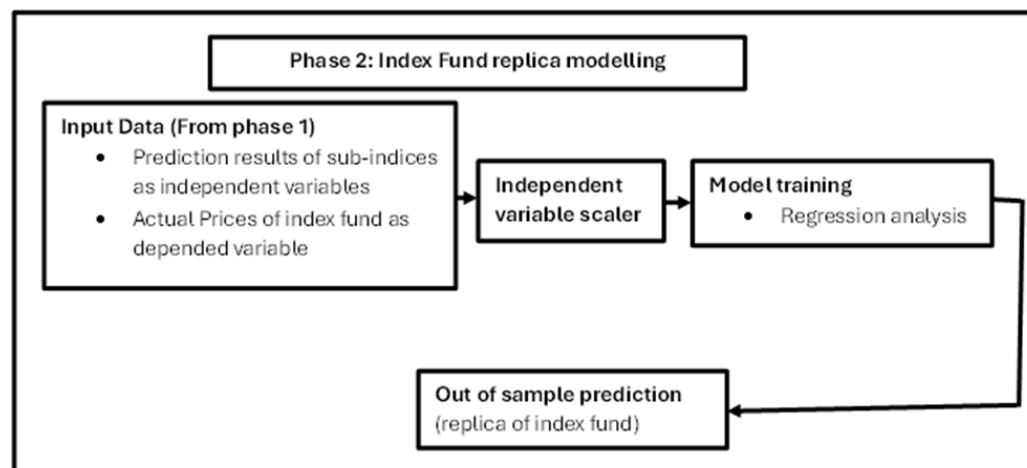 Phase 2: Index Fund replica modelling
Input Data (From phase 1)
• Prediction results of sub-indices
as independent variables
• Actual Prices of index fund as
depended variable
Independent
variable scaler
Model training
• Regression analysis
Out of sample prediction
(replica of index fund)